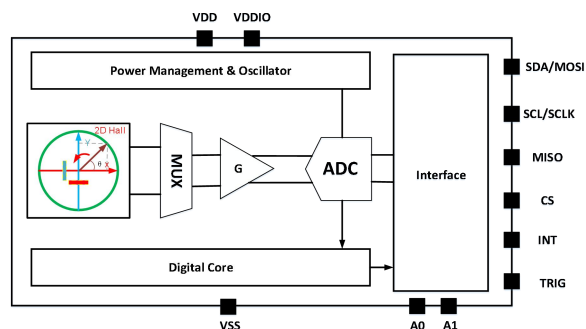 VDD
VDDIO
Power Management & Oscillator
SDA/MOSI
SCL/SCLK
2D Hall
Y
θ
X
MUX
G
ADC
Interface
MISO
CS
INT
Digital Core
TRIG
VSS
A0
A1